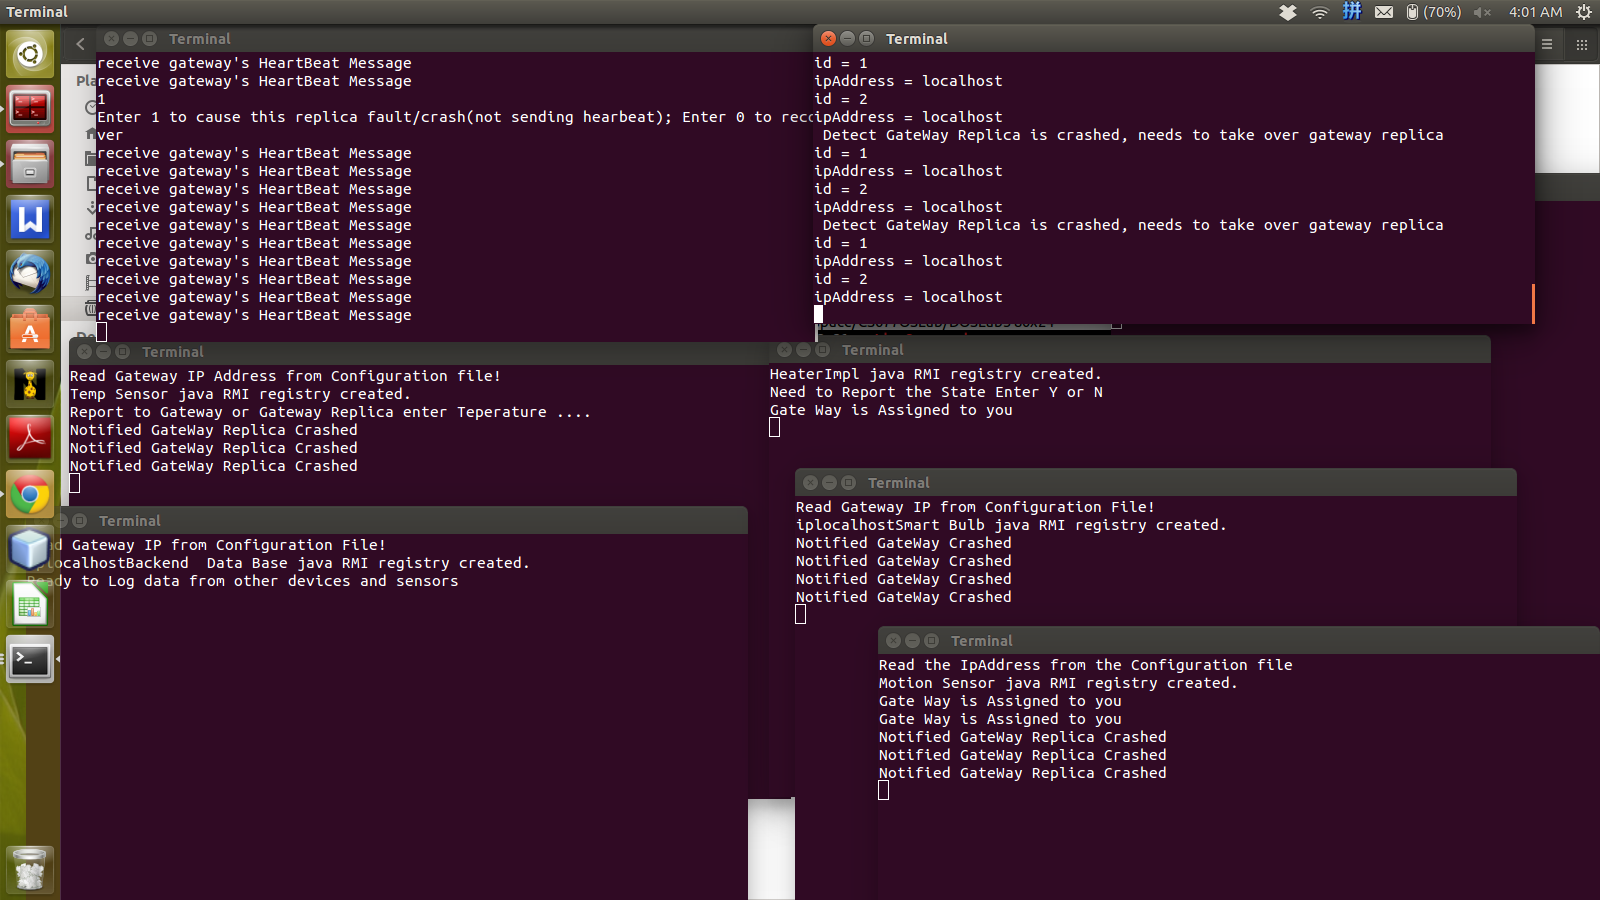 Terminal
(70%)
4:01 AM
Terminal
receive gateway's HeartBeat Message
receive gateway's HeartBeat Message
1
Enter 1 to cause this replica fault/crash(not sending hearbeat); Enter 0 to reco
ver
receive gateway's HeartBeat Message
receive gateway's HeartBeat Message
receive gateway's HeartBeat Message
receive gateway's HeartBeat Message
receive gateway's HeartBeat Message
receive gateway's HeartBeat Message
receive gateway's HeartBeat Message
receive gateway's HeartBeat Message
receive gateway's HeartBeat Message
receive gateway's HeartBeat Message
Terminal
id = 1
ipAddress = localhost
id = 2
ipAddress = localhost
Detect GateWay Replica is crashed, needs to take over gateway replica
id = 1
ipAddress = localhost
id = 2
ipAddress = localhost
Detect GateWay Replica is crashed, needs to take over gateway replica
id = 1
ipAddress = localhost
id = 2
ipAddress = localhost
Terminal
Read Gateway IP Address from Configuration file!
Temp Sensor java RMI registry created.
Report to Gateway or Gateway Replica enter Teperature ....
Notified GateWay Replica Crashed
Notified GateWay Replica Crashed
Notified GateWay Replica Crashed
Terminal
HeaterImpl java RMI registry created.
Need to Report the State Enter Y or N
Gate Way is Assigned to you
Terminal
Read Gateway IP from Configuration File!
iplocalhostSmart Bulb java RMI registry created.
Notified GateWay Crashed
Notified GateWay Crashed
Notified GateWay Crashed
Notified GateWay Crashed
Terminal
d Gateway IP from Configuration File!
plocalhostBackend  Data Base java RMI registry created.
Ready to Log data from other devices and sensors
Terminal
Read the IpAddress from the Configuration file
Motion Sensor java RMI registry created.
Gate Way is Assigned to you
Gate Way is Assigned to you
Notified GateWay Replica Crashed
Notified GateWay Replica Crashed
Notified GateWay Replica Crashed